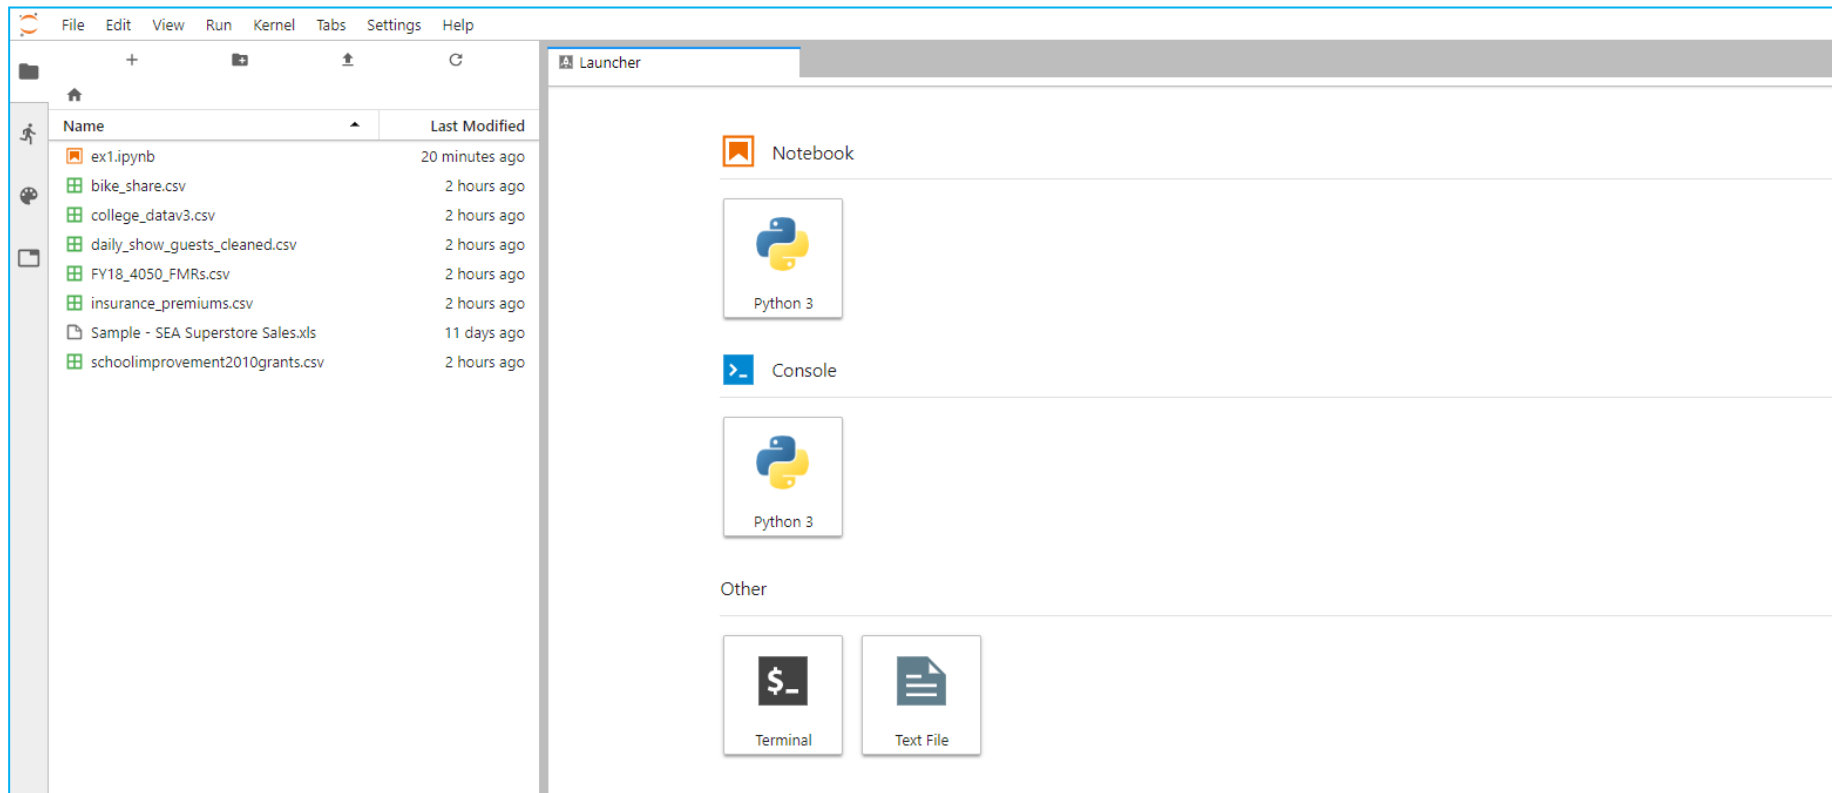 File Edit View Run Kernel Tabs Settings Help
Launcher
Name Last Modified
ex1.ipynb 20 minutes ago
bike_share.csv 2 hours ago
college_datav3.csv 2 hours ago
daily_show_guests_cleaned.csv 2 hours ago
FY18_4050_FMRs.csv 2 hours ago
insurance_premiums.csv 2 hours ago
Sample - SEA Superstore Sales.xls 11 days ago
schoolimprovement2010grants.csv 2 hours ago
Notebook
Python 3
Console
Python 3
Other
$_
Terminal Text File